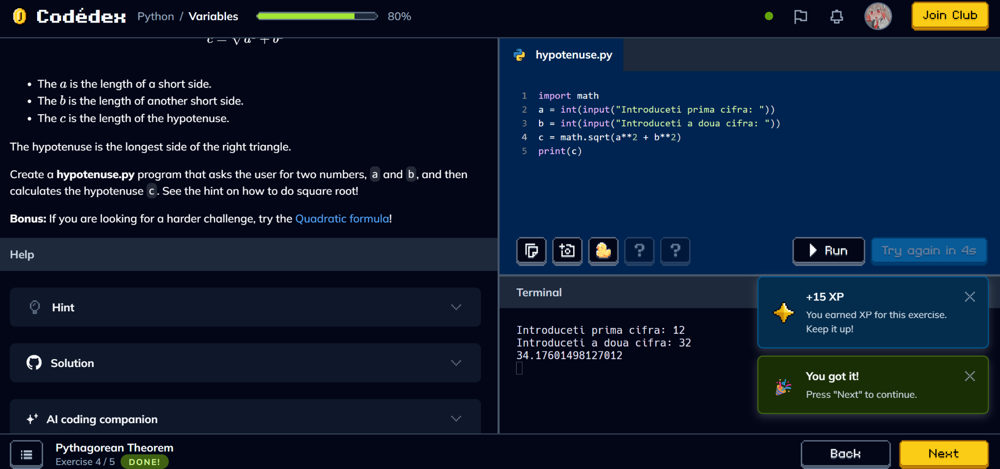 Codédex Python / Variables 80% Join Club
c = √a² + b²
• The a is the length of a short side.
• The b is the length of another short side.
• The c is the length of the hypotenuse.
The hypotenuse is the longest side of the right triangle.
Create a hypotenuse.py program that asks the user for two numbers, a and b, and then
calculates the hypotenuse c. See the hint on how to do square root!
Bonus: If you are looking for a harder challenge, try the Quadratic formula!
Help
Hint
Solution
AI coding companion
hypotenuse.py
1 import math
2 a = int(input("Introduceti prima cifra: "))
3 b = int(input("Introduceti a doua cifra: "))
4 c = math.sqrt(a**2 + b**2)
5 print(c)
? ? Run Try again in 4s
Terminal
Introduceti prima cifra: 12
Introduceti a doua cifra: 32
34.17601498127012
+15 XP
You earned XP for this exercise.
Keep it up!
You got it!
Press "Next" to continue.
Pythagorean Theorem
Exercise 4 / 5 DONE!
Back Next